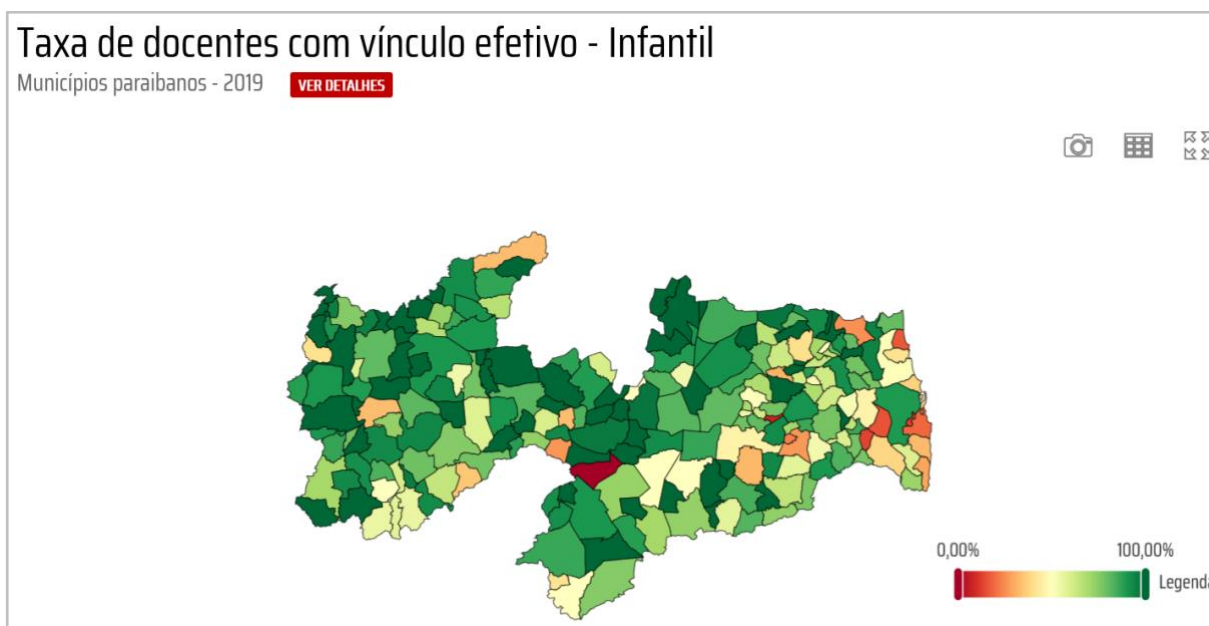 Taxa de docentes com vínculo efetivo - Infantil
Municípios paraibanos - 2019 VER DETALHES
0,00% 100,00%
Legenda